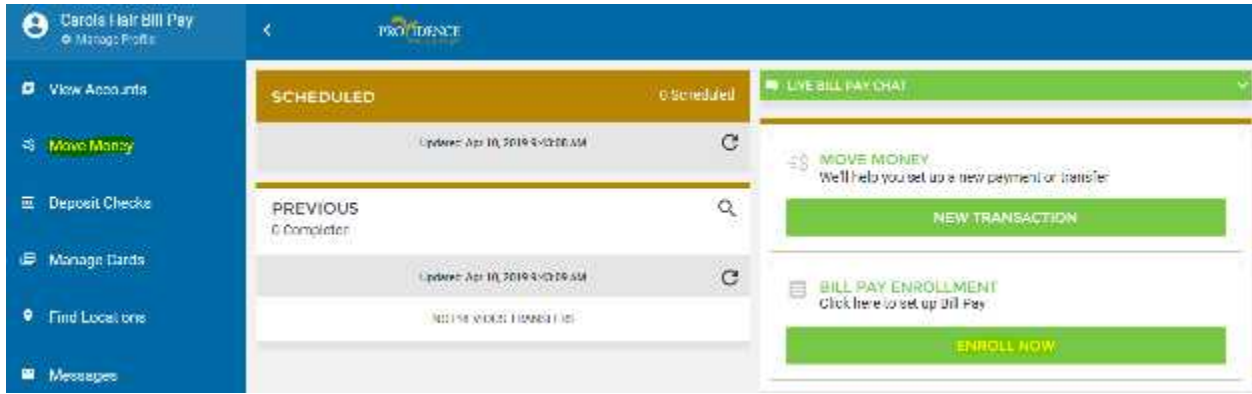 Carols Hair Bill Pay
Manage Profile
View Accounts
Move Money
Deposit Checks
Manage Cards
Find Locations
Messages
PROVIDENCE
SCHEDULED
0 Scheduled
Updated: Apr 10, 2019
PREVIOUS
0 Completed
Updated: Apr 10, 2019
NO PREVIOUS TRANSFERS
LIVE BILL PAY CHAT
MOVE MONEY
We'll help you set up a new payment or transfer
NEW TRANSACTION
BILL PAY ENROLLMENT
Click here to set up Bill Pay
ENROLL NOW